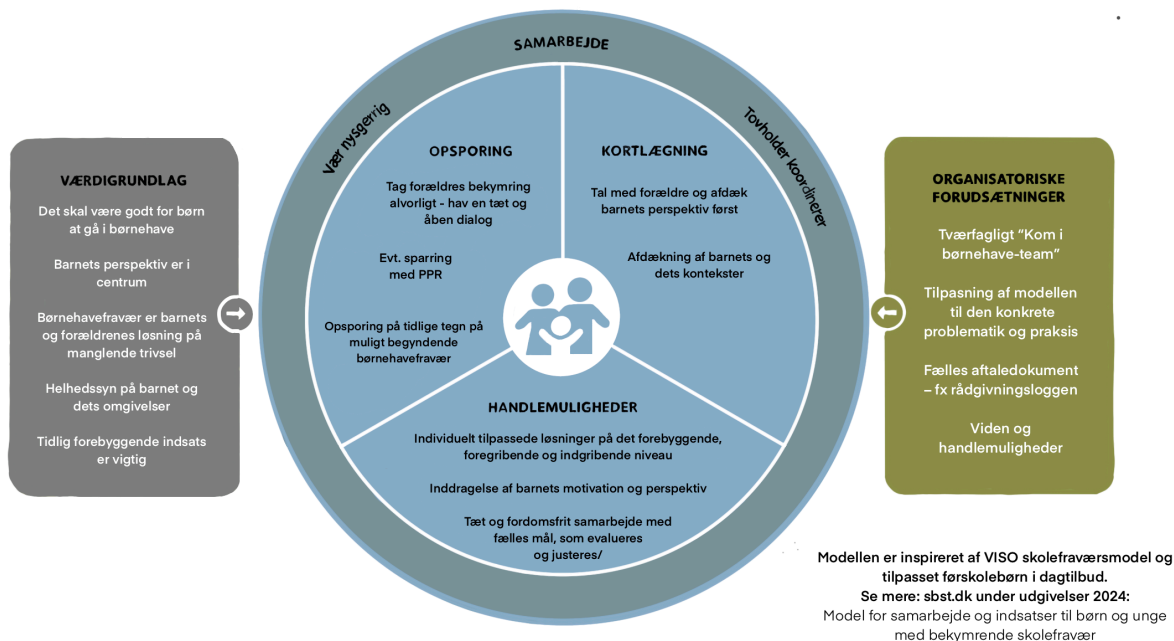 SAMARBEJDE
Vær nysgerrig
Tovholder koordinerer
VÆRDIGRUNDLAG
Det skal være godt for børn
at gå i børnehave
Barnets perspektiv er i
centrum
Børnehavefravær er barnets
og forældrenes løsning på
manglende trivsel
Helhedssyn på barnet og
dets omgivelser
Tidlig forebyggende indsats
er vigtig
OPSPORING
Tag forældres bekymring
alvorligt - hav en tæt og
åben dialog
Evt. sparring
med PPR
Opsporing på tidlige tegn på
muligt begyndende
børnehavefravær
KORTLÆGNING
Tal med forældre og afdæk
barnets perspektiv først
Afdækning af barnets og
dets kontekster
HANDLEMULIGHEDER
Individuelt tilpassede løsninger på det forebyggende,
foregribende og indgribende niveau
Inddragelse af barnets motivation og perspektiv
Tæt og fordomsfrit samarbejde med
fælles mål, som evalueres
og justeres/
ORGANISATORISKE
FORUDSÆTNINGER
Tværfagligt “Kom i
børnehave-team”
Tilpasning af modellen
til den konkrete
problematik og praksis
Fælles aftaledokument
– fx rådgivningsloggen
Viden og
handlemuligheder
Modellen er inspireret af VISO skolefraværsmodel og
tilpasset førskolebørn i dagtilbud.
Se mere: sbst.dk under udgivelser 2024:
Model for samarbejde og indsatser til børn og unge
med bekymrende skolefravær